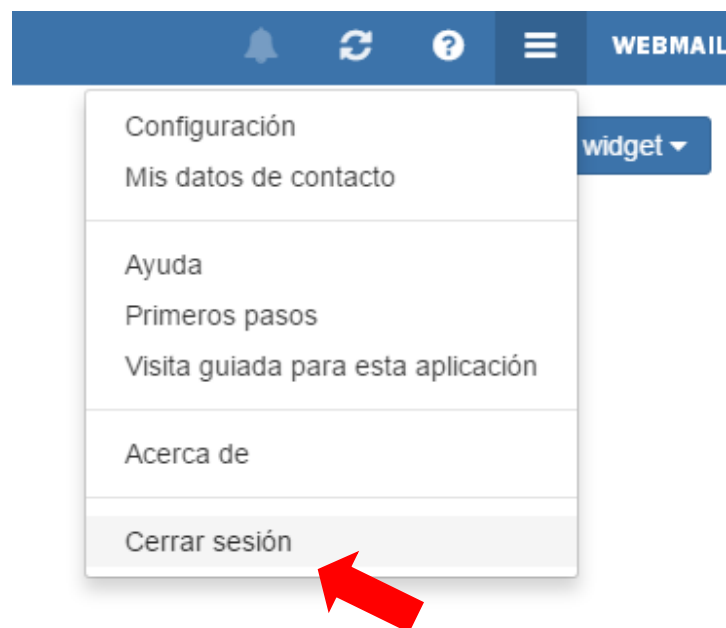 WEBMAIL
widget
Configuración
Mis datos de contacto
Ayuda
Primeros pasos
Visita guiada para esta aplicación
Acerca de
Cerrar sesión